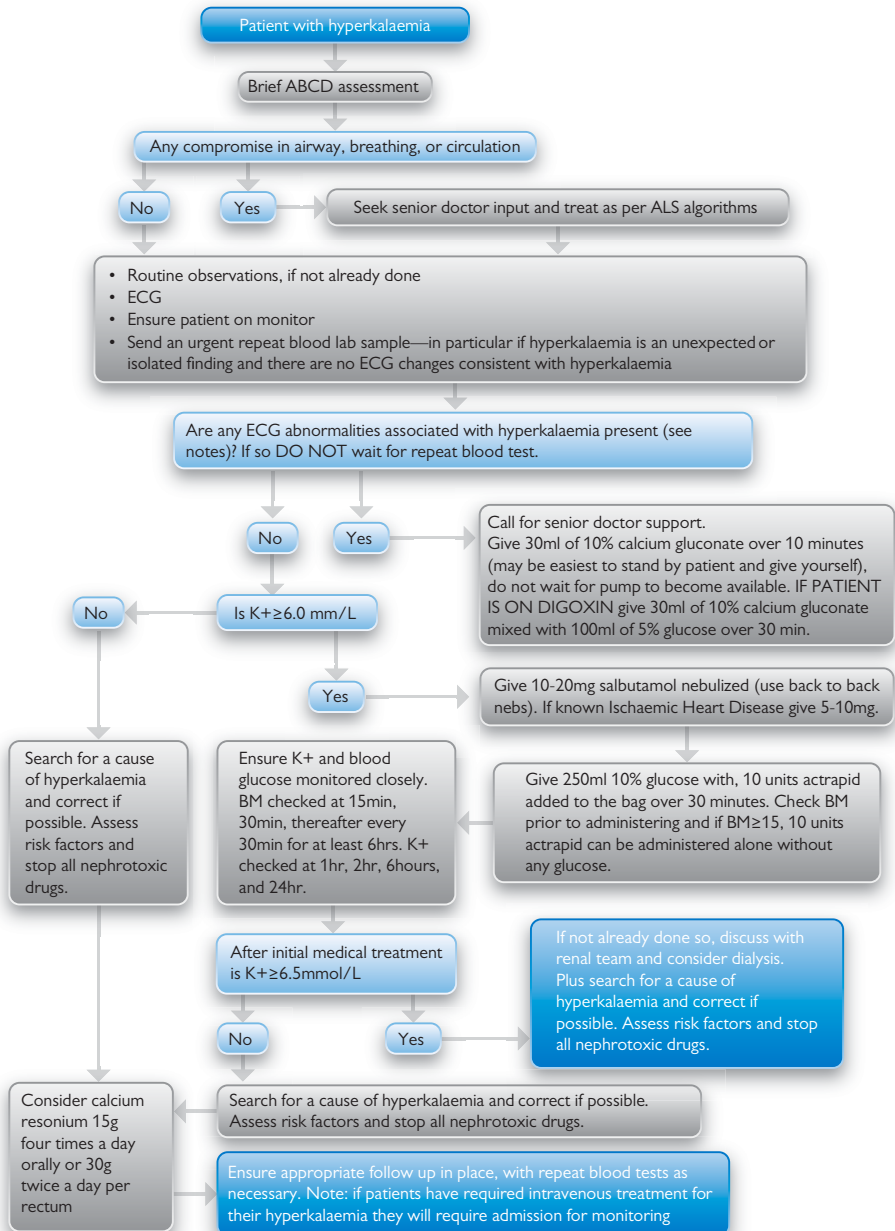 Patient with hyperkalaemia
Brief ABCD assessment
Any compromise in airway, breathing, or circulation
No
Yes
Seek senior doctor input and treat as per ALS algorithms
• Routine observations, if not already done
• ECG
• Ensure patient on monitor
• Send an urgent repeat blood lab sample—in particular if hyperkalaemia is an unexpected or
isolated finding and there are no ECG changes consistent with hyperkalaemia
Are any ECG abnormalities associated with hyperkalaemia present (see
notes)? If so DO NOT wait for repeat blood test.
No
Yes
Call for senior doctor support.
Give 30ml of 10% calcium gluconate over 10 minutes
(may be easiest to stand by patient and give yourself),
do not wait for pump to become available. IF PATIENT
IS ON DIGOXIN give 30ml of 10% calcium gluconate
mixed with 100ml of 5% glucose over 30 min.
No
Is K+≥6.0 mm/L
Yes
Give 10-20mg salbutamol nebulized (use back to back
nebs). If known Ischaemic Heart Disease give 5-10mg.
Search for a cause
of hyperkalaemia
and correct if
possible. Assess
risk factors and
stop all nephrotoxic
drugs.
Ensure K+ and blood
glucose monitored closely.
BM checked at 15min,
30min, thereafter every
30min for at least 6hrs. K+
checked at 1hr, 2hr, 6hours,
and 24hr.
Give 250ml 10% glucose with, 10 units actrapid
added to the bag over 30 minutes. Check BM
prior to administering and if BM≥15, 10 units
actrapid can be administered alone without
any glucose.
After initial medical treatment
is K+≥6.5mmol/L
If not already done so, discuss with
renal team and consider dialysis.
Plus search for a cause of
hyperkalaemia and correct if
possible. Assess risk factors and stop
all nephrotoxic drugs.
No
Yes
Consider calcium
resonium 15g
four times a day
orally or 30g
twice a day per
rectum
Search for a cause of hyperkalaemia and correct if possible.
Assess risk factors and stop all nephrotoxic drugs.
Ensure appropriate follow up in place, with repeat blood tests as
necessary. Note: if patients have required intravenous treatment for
their hyperkalaemia they will require admission for monitoring